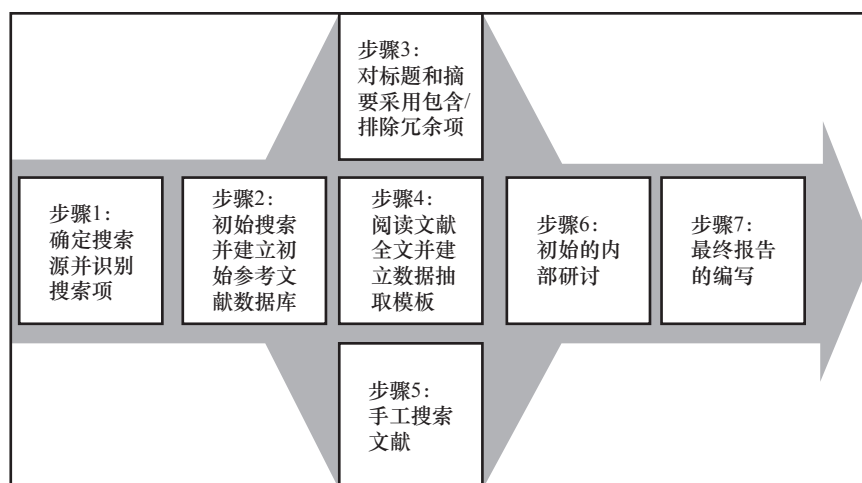 步骤1：
确定搜索
源并识别
搜索项
步骤2：
初始搜索
并建立初
始参考文
献数据库
步骤3：
对标题和摘
要采用包含/
排除冗余项
步骤4：
阅读文献
全文并建
立数据抽
取模板
步骤5：
手工搜索
文献
步骤6：
初始的内
部研讨
步骤7：
最终报告
的编写